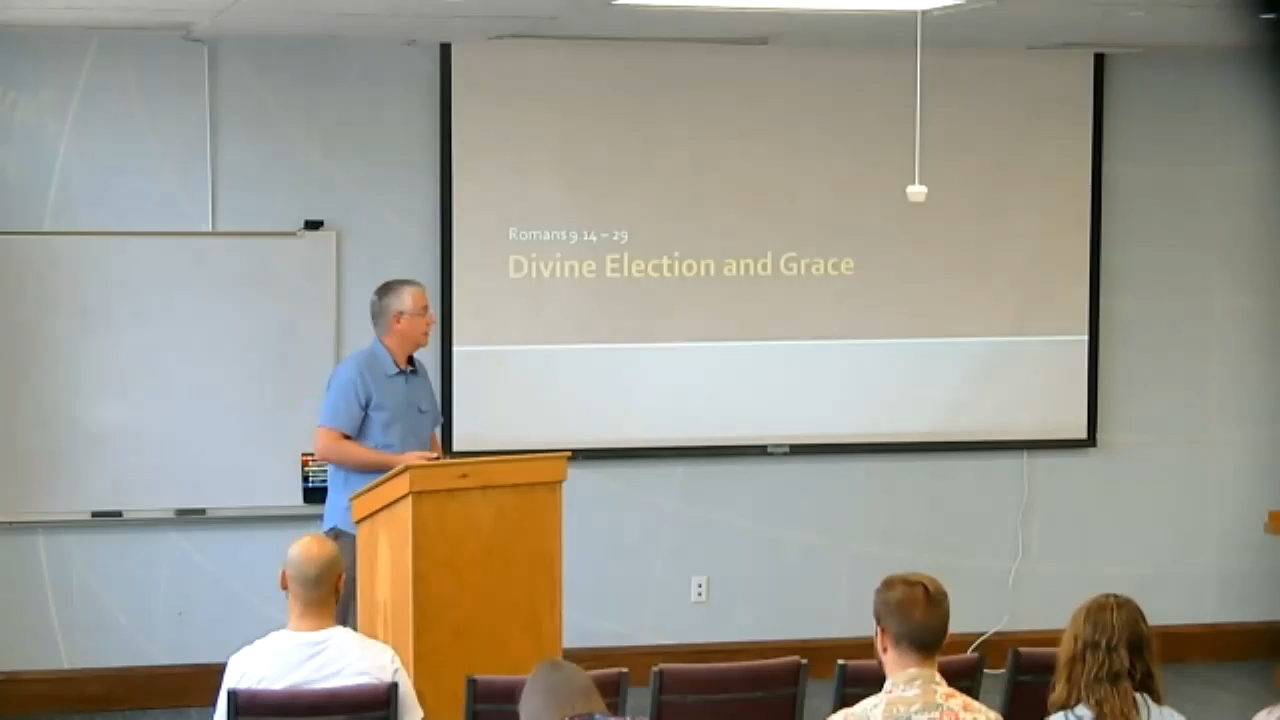 Romans 9.14 – 29
Divine Election and Grace